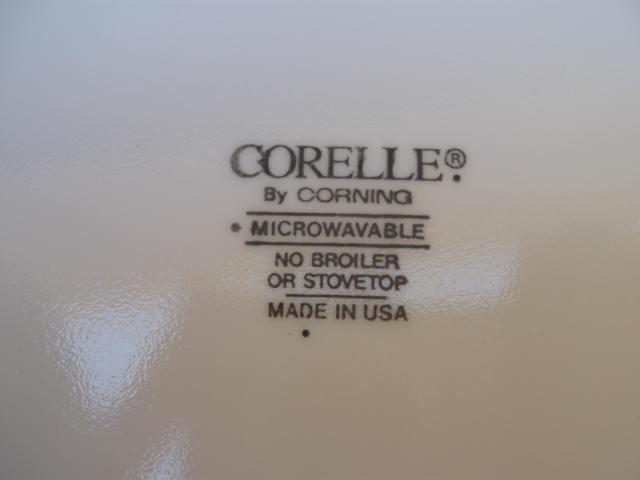 CORELLE®.
By CORNING
• MICROWAVABLE
NO BROILER
OR STOVETOP
MADE IN USA